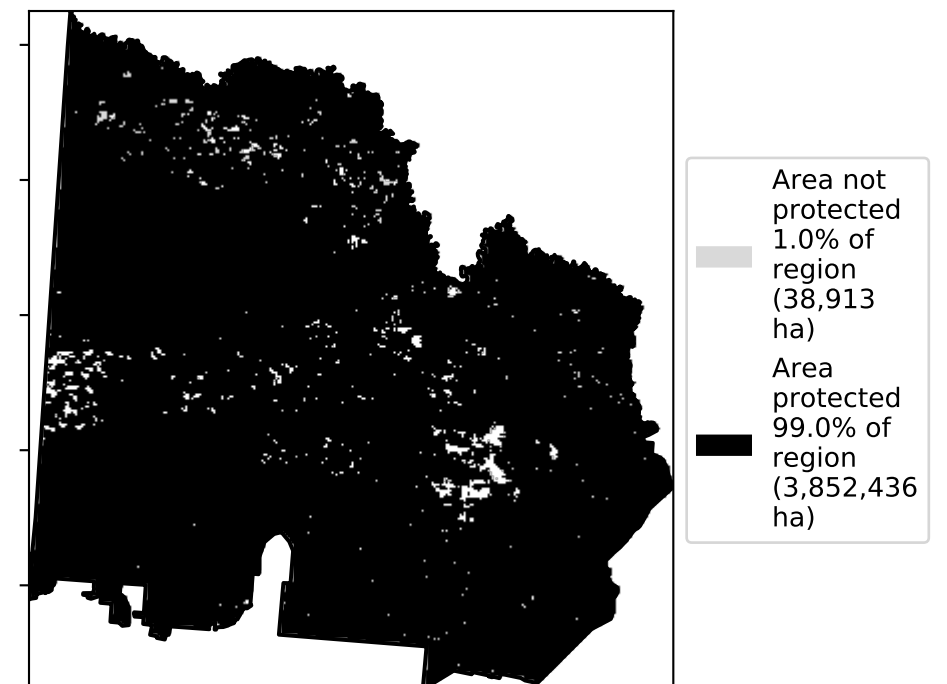 Area not
protected
1.0% of
region
(38,913
ha)
Area
protected
99.0% of
region
(3,852,436
ha)